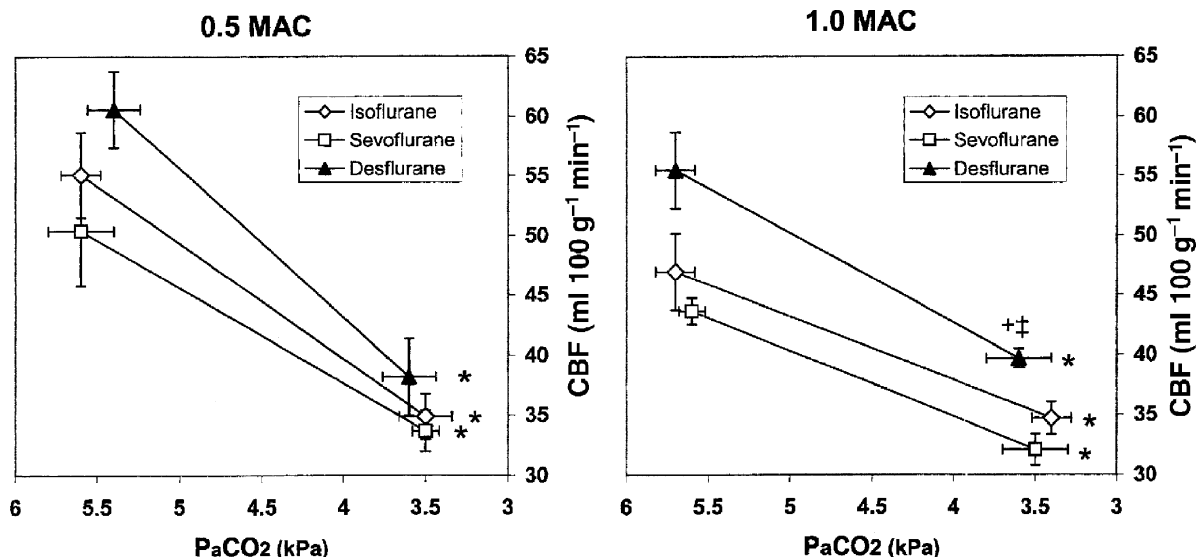 0.5 MAC
65
60
55
50
45
40
35
30
CBF (ml 100 g⁻¹ min⁻¹)
Isoflurane
Sevoflurane
Desflurane
*
*
*
6 5.5 5 4.5 4 3.5 3
PaCO2 (kPa)
1.0 MAC
65
60
55
50
45
40
35
30
CBF (ml 100 g⁻¹ min⁻¹)
Isoflurane
Sevoflurane
Desflurane
+‡
*
*
*
6 5.5 5 4.5 4 3.5 3
PaCO2 (kPa)